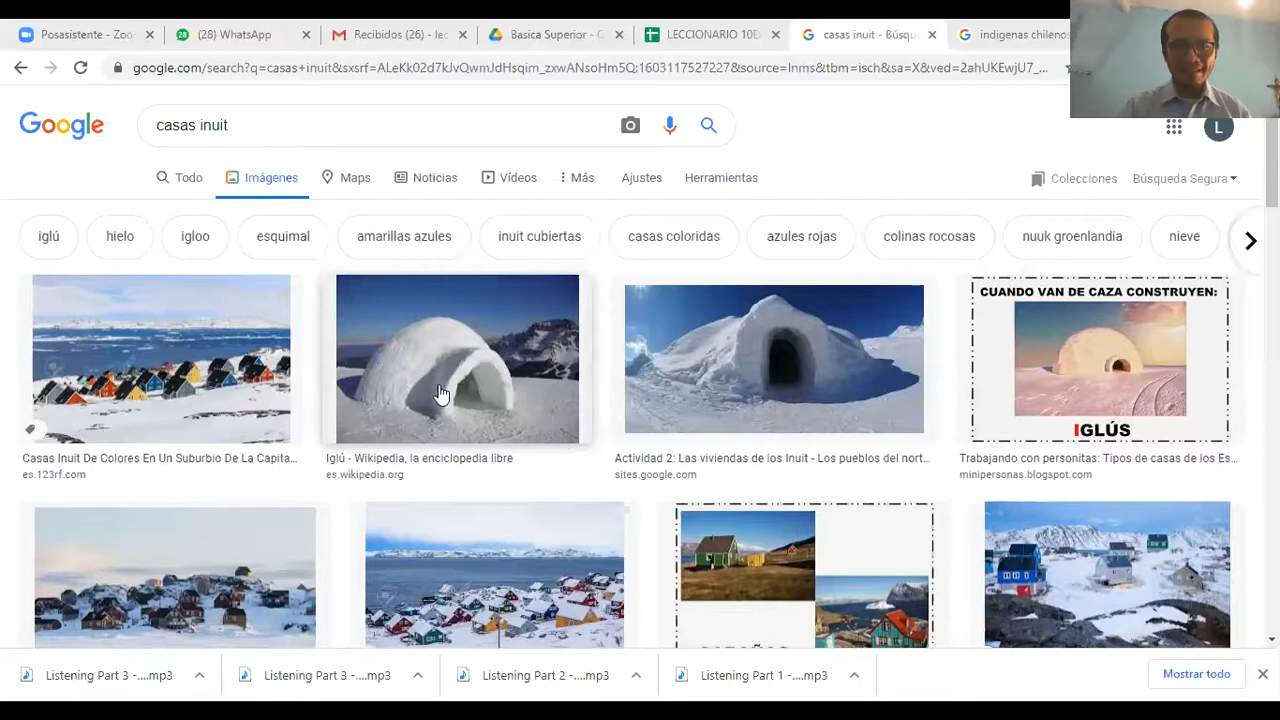 Posasistente - Zoo
(28) WhatsApp
Recibidos (26) - lec
Basica Superior - G
LECCIONARIO 10E
casas inuit - Búsqu
indigenas chilenos
google.com/search?q=casas+inuit&sxsrf=ALeKk02d7kJvQwmJdHsqim_zxwANsoHm5Q:1603117527227&source=lnms&tbm=isch&sa=X&ved=2ahUKEwjU7_...
Google
casas inuit
L
Todo
Imágenes
Maps
Noticias
Vídeos
Más
Ajustes
Herramientas
Colecciones
Búsqueda Segura
iglú
hielo
igloo
esquimal
amarillas azules
inuit cubiertas
casas coloridas
azules rojas
colinas rocosas
nuuk groenlandia
nieve
CUANDO VAN DE CAZA CONSTRUYEN:
IGLÚS
Casas Inuit De Colores En Un Suburbio De La Capita...
es.123rf.com
Iglú - Wikipedia, la enciclopedia libre
es.wikipedia.org
Actividad 2: Las viviendas de los Inuit - Los pueblos del nort...
sites.google.com
Trabajando con personitas: Tipos de casas de los Es...
minipersonas.blogspot.com
Listening Part 3 -....mp3
Listening Part 3 -....mp3
Listening Part 2 -....mp3
Listening Part 1 -....mp3
Mostrar todo